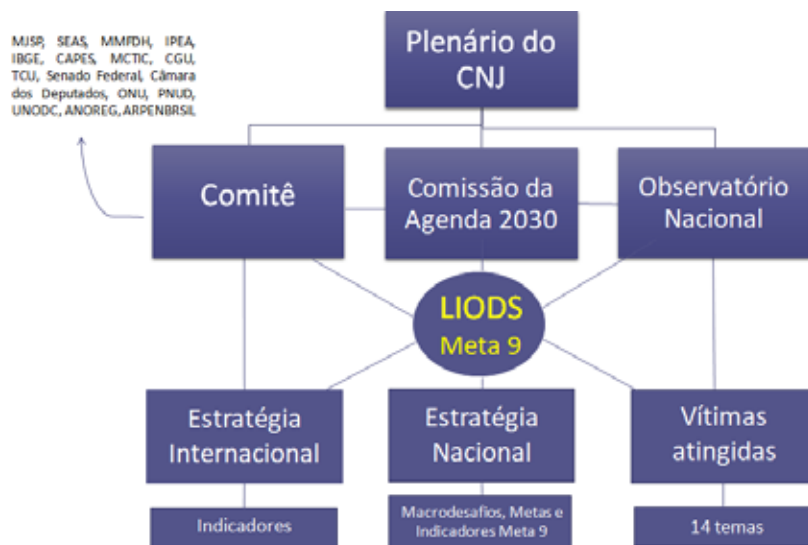 MJSP, SEAS, MMFDH, IPEA,
IBGE, CAPES, MCTIC, CGU,
TCU, Senado Federal, Câmara
dos Deputados, ONU, PNUD,
UNODC, ANOREG, ARPENBRSIL
Plenário do
CNJ
Comitê
Comissão da
Agenda 2030
Observatório
Nacional
LIODS
Meta 9
Estratégia
Internacional
Estratégia
Nacional
Vítimas
atingidas
Indicadores
Macrodesafios, Metas e
Indicadores Meta 9
14 temas